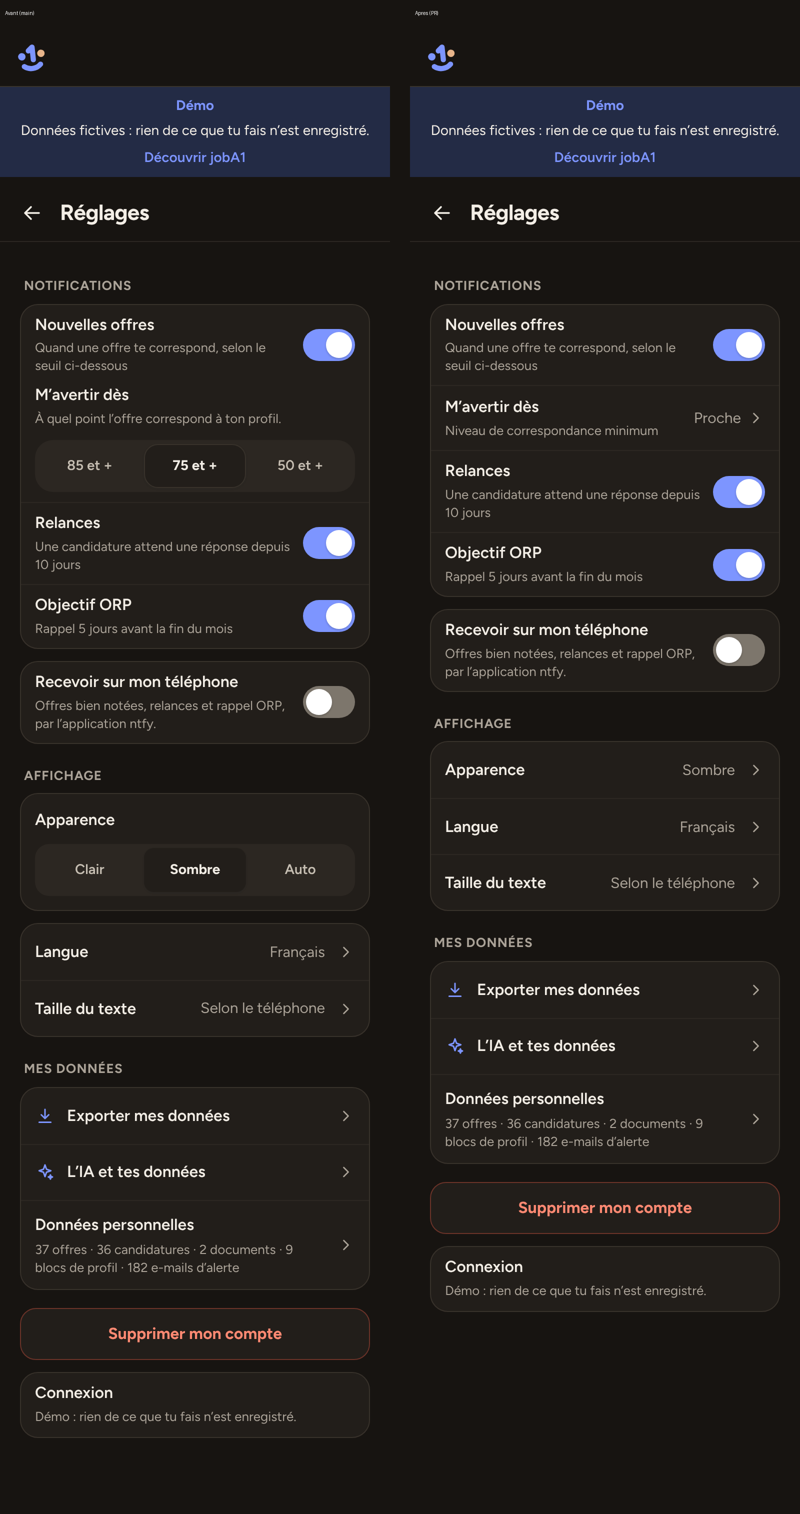 Avant (main)
Démo
Données fictives : rien de ce que tu fais n’est enregistré.
Découvrir jobA1
Réglages
NOTIFICATIONS
Nouvelles offres
Quand une offre te correspond, selon le
seuil ci-dessous
M’avertir dès
À quel point l’offre correspond à ton profil.
85 et +
75 et +
50 et +
Relances
Une candidature attend une réponse depuis
10 jours
Objectif ORP
Rappel 5 jours avant la fin du mois
Recevoir sur mon téléphone
Offres bien notées, relances et rappel ORP,
par l’application ntfy.
AFFICHAGE
Apparence
Clair
Sombre
Auto
Langue
Français
Taille du texte
Selon le téléphone
MES DONNÉES
Exporter mes données
L’IA et tes données
Données personnelles
37 offres · 36 candidatures · 2 documents · 9
blocs de profil · 182 e-mails d’alerte
Supprimer mon compte
Connexion
Démo : rien de ce que tu fais n’est enregistré.
Apres (PR)
Démo
Données fictives : rien de ce que tu fais n’est enregistré.
Découvrir jobA1
Réglages
NOTIFICATIONS
Nouvelles offres
Quand une offre te correspond, selon le
seuil ci-dessous
M’avertir dès
Niveau de correspondance minimum
Proche
Relances
Une candidature attend une réponse depuis
10 jours
Objectif ORP
Rappel 5 jours avant la fin du mois
Recevoir sur mon téléphone
Offres bien notées, relances et rappel ORP,
par l’application ntfy.
AFFICHAGE
Apparence
Sombre
Langue
Français
Taille du texte
Selon le téléphone
MES DONNÉES
Exporter mes données
L’IA et tes données
Données personnelles
37 offres · 36 candidatures · 2 documents · 9
blocs de profil · 182 e-mails d’alerte
Supprimer mon compte
Connexion
Démo : rien de ce que tu fais n’est enregistré.